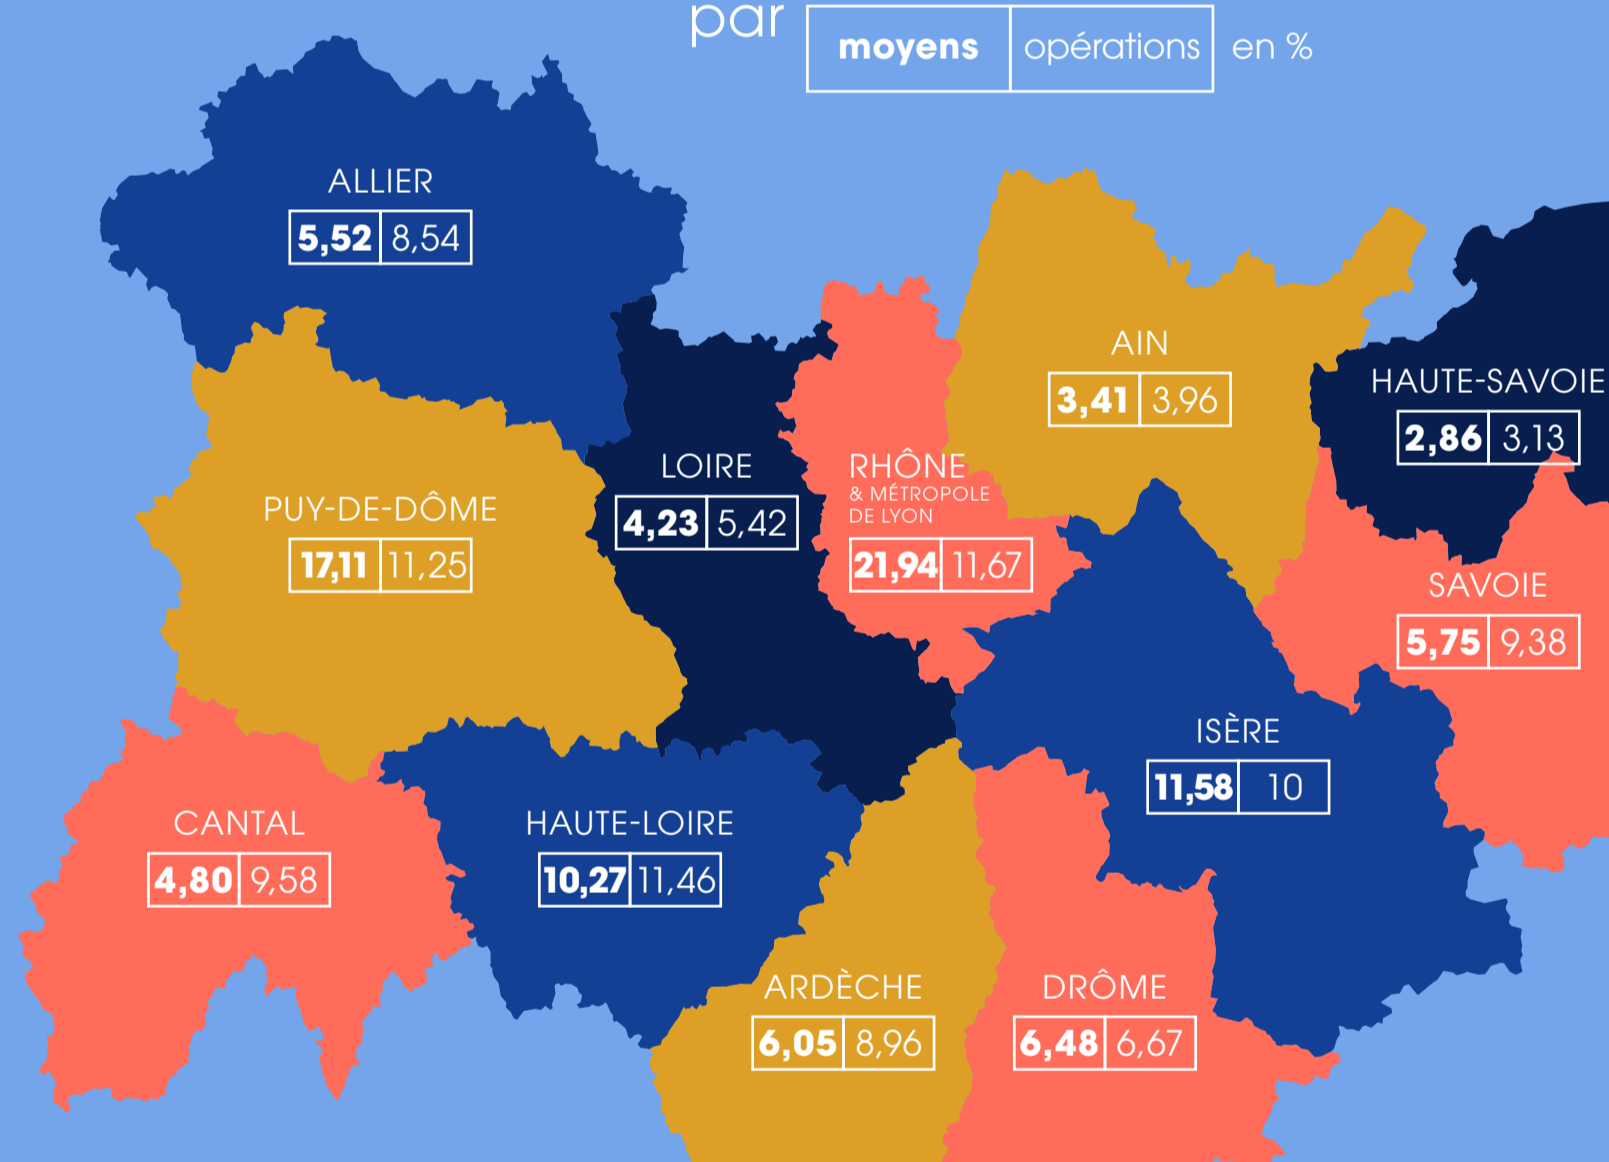 par moyens opérations en %
ALLIER
5,52 8,54
AIN
3,41 3,96
HAUTE-SAVOIE
2,86 3,13
PUY-DE-DÔME
17,11 11,25
LOIRE
4,23 5,42
RHÔNE
& MÉTROPOLE
DE LYON
21,94 11,67
SAVOIE
5,75 9,38
ISÈRE
11,58 10
CANTAL
4,80 9,58
HAUTE-LOIRE
10,27 11,46
ARDÈCHE
6,05 8,96
DRÔME
6,48 6,67